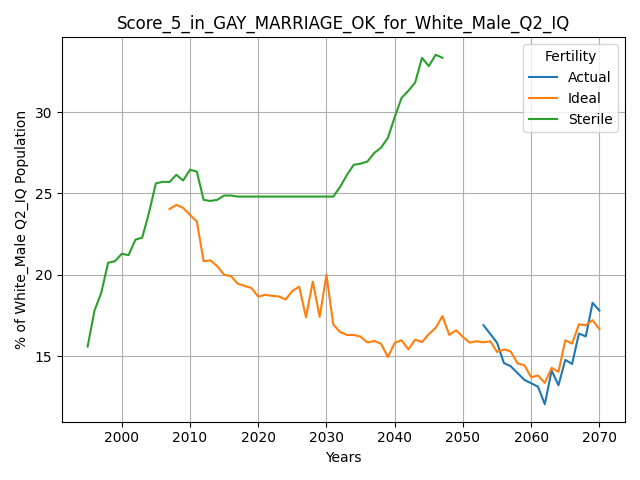 Score_5_in_GAY_MARRIAGE_OK_for_White_Male_Q2_IQ
Fertility
Actual
Ideal
Sterile
% of White_Male Q2_IQ Population
30
25
20
15
2000
2010
2020
2030
2040
2050
2060
2070
Years